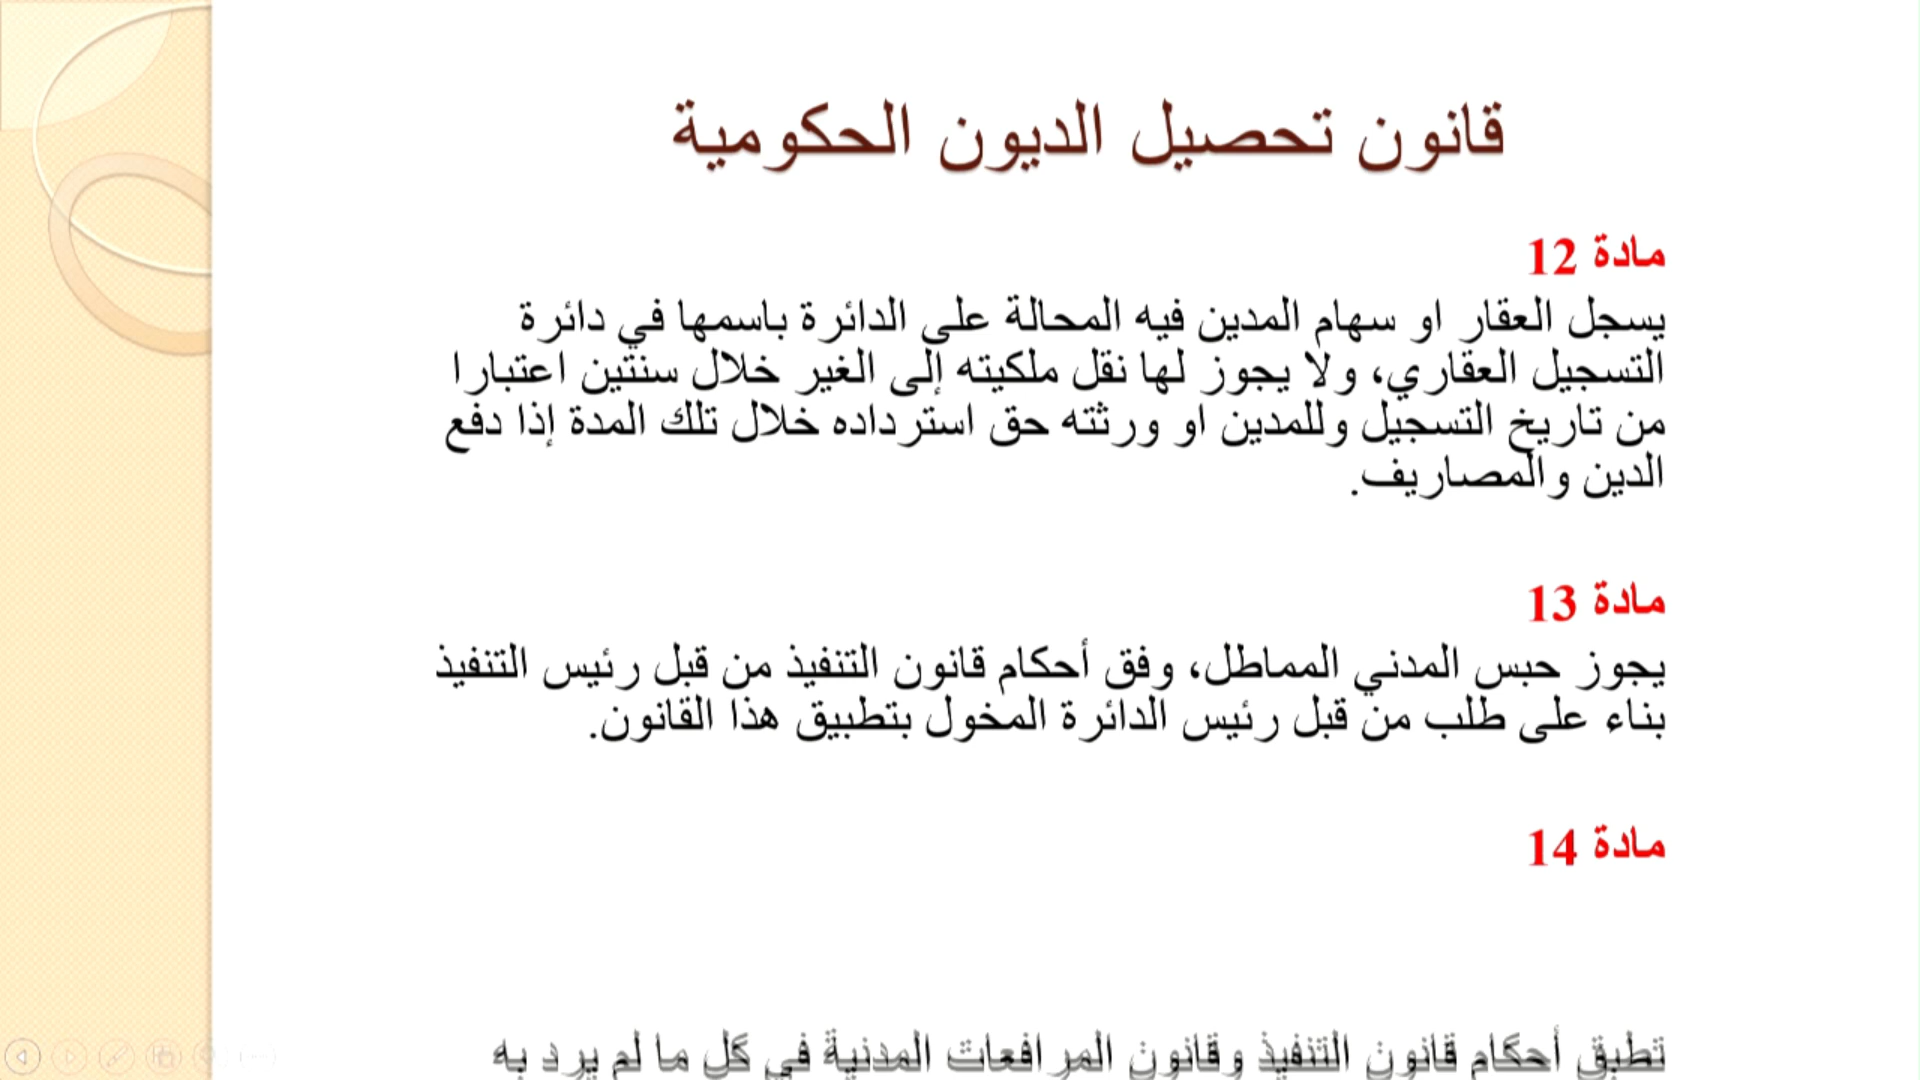 قانون تحصيل الديون الحكومية
مادة 12
يسجل العقار او سهام المدين فيه المحالة على الدائرة باسمها في دائرة
التسجيل العقاري، ولا يجوز لها نقل ملكيته إلى الغير خلال سنتين اعتبارا
من تاريخ التسجيل وللمدين او ورثته حق استرداده خلال تلك المدة إذا دفع
الدين والمصاريف.
مادة 13
يجوز حبس المدني المماطل، وفق أحكام قانون التنفيذ من قبل رئيس التنفيذ
بناء على طلب من قبل رئيس الدائرة المخول بتطبيق هذا القانون.
مادة 14
تطبق أحكام قانون التنفيذ وقانون المرافعات المدنية في كل ما لم يرد به